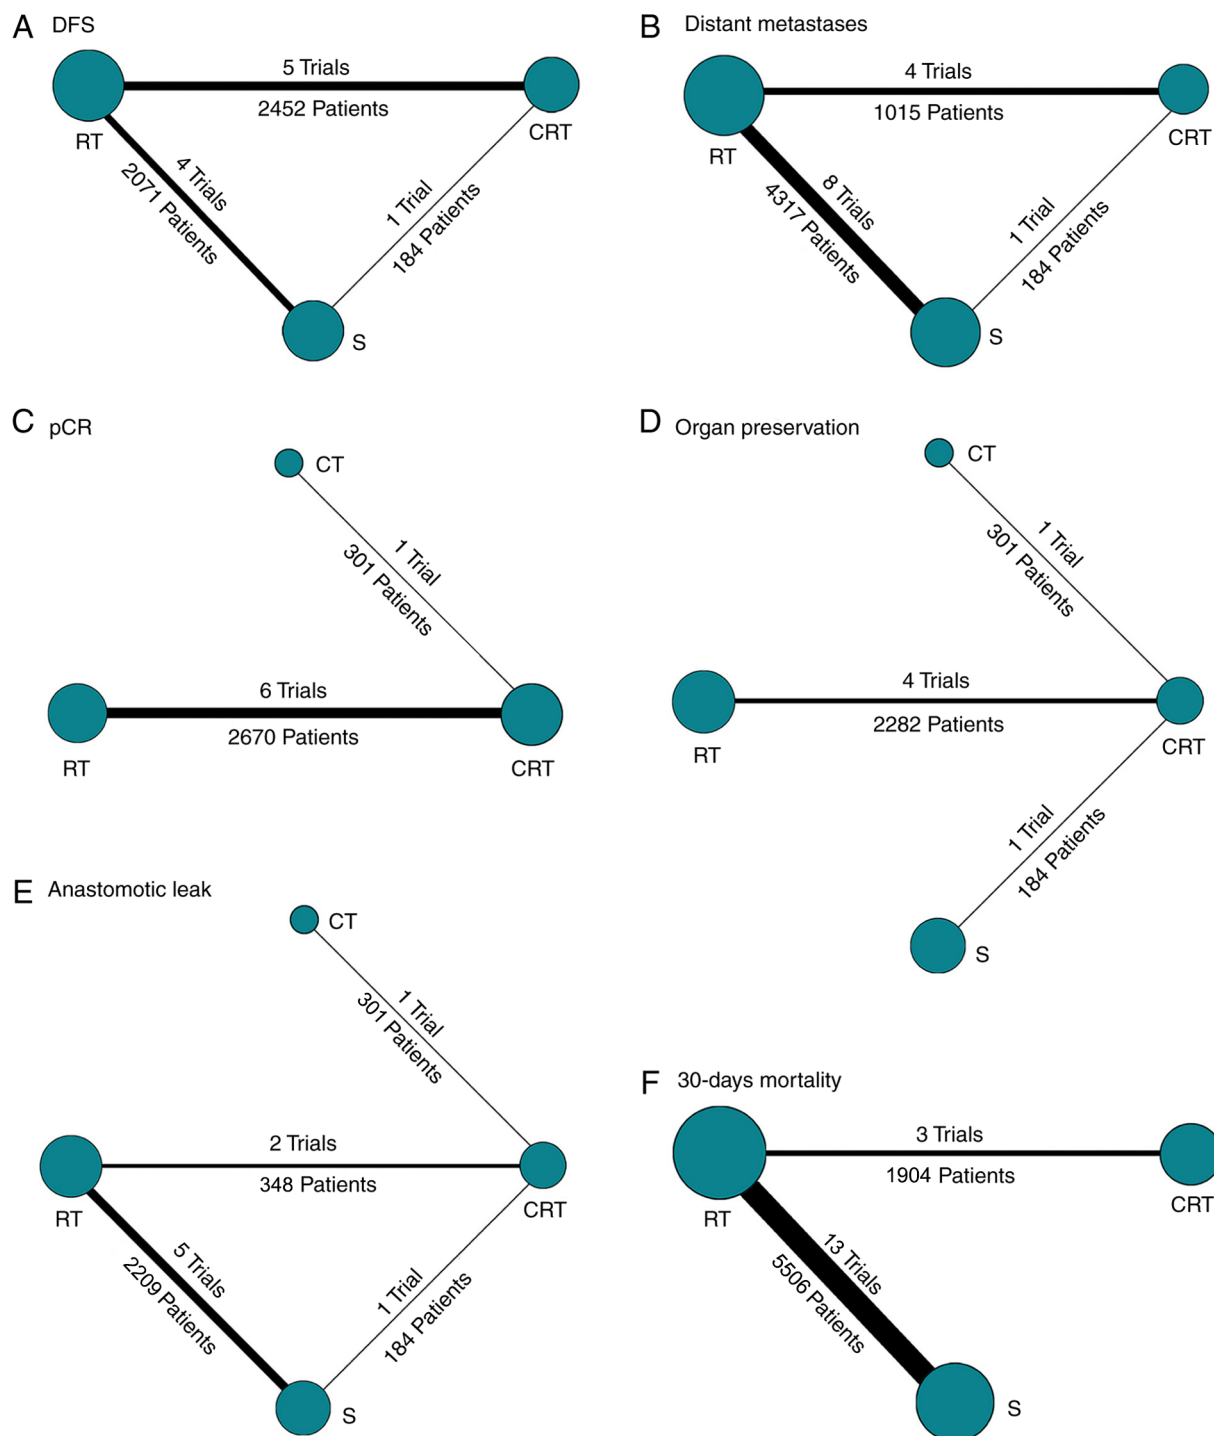 A DFS
5 Trials
2452 Patients
RT
CRT
4 Trials
2071 Patients
1 Trial
184 Patients
S
B Distant metastases
4 Trials
1015 Patients
RT
CRT
8 Trials
4317 Patients
1 Trial
184 Patients
S
C pCR
CT
1 Trial
301 Patients
6 Trials
2670 Patients
RT
CRT
D Organ preservation
CT
1 Trial
301 Patients
4 Trials
2282 Patients
RT
CRT
1 Trial
184 Patients
S
E Anastomotic leak
CT
1 Trial
301 Patients
2 Trials
348 Patients
RT
CRT
5 Trials
2209 Patients
1 Trial
184 Patients
S
F 30-days mortality
3 Trials
1904 Patients
RT
CRT
13 Trials
5506 Patients
S